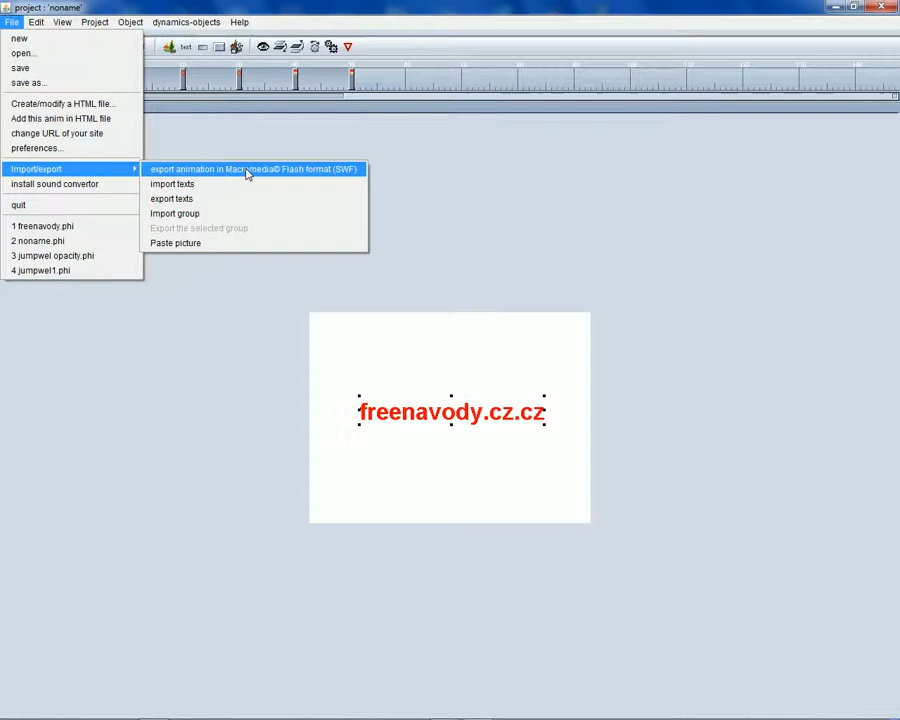 project : 'noname'
File Edit View Project Object dynamics-objects Help
new
open...
save
save as...
Create/modify a HTML file...
Add this anim in HTML file
change URL of your site
preferences...
Import/export
install sound convertor
quit
1 freenavody.phi
2 noname.phi
3 jumpwel opacity.phi
4 jumpwel1.phi
export animation in Macromedia© Flash format (SWF)
import texts
export texts
Import group
Export the selected group
Paste picture
text
freenavody.cz.cz